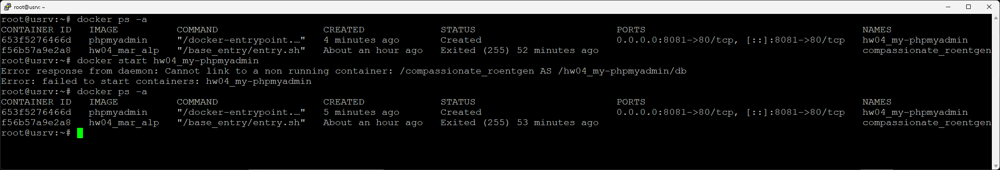 root@usrv: ~
root@usrv:~# docker ps -a
CONTAINER ID   IMAGE          COMMAND                  CREATED             STATUS                        PORTS                                     NAMES
653f5276466d   phpmyadmin     "/docker-entrypoint.…"   4 minutes ago       Created                       0.0.0.0:8081->80/tcp, [::]:8081->80/tcp   hw04_my-phpmyadmin
f56b57a9e2a8   hw04_mar_alp   "/base_entry/entry.sh"   About an hour ago   Exited (255) 52 minutes ago                                             compassionate_roentgen
root@usrv:~# docker start hw04_my-phpmyadmin
Error response from daemon: Cannot link to a non running container: /compassionate_roentgen AS /hw04_my-phpmyadmin/db
Error: failed to start containers: hw04_my-phpmyadmin
root@usrv:~# docker ps -a
CONTAINER ID   IMAGE          COMMAND                  CREATED             STATUS                        PORTS                                     NAMES
653f5276466d   phpmyadmin     "/docker-entrypoint.…"   5 minutes ago       Created                       0.0.0.0:8081->80/tcp, [::]:8081->80/tcp   hw04_my-phpmyadmin
f56b57a9e2a8   hw04_mar_alp   "/base_entry/entry.sh"   About an hour ago   Exited (255) 53 minutes ago                                             compassionate_roentgen
root@usrv:~#